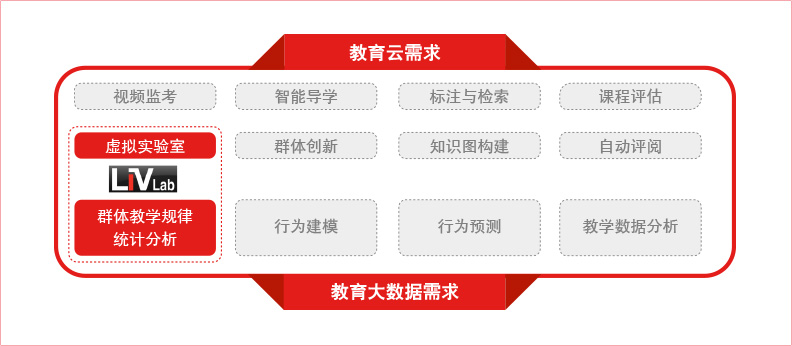 教育云需求
视频监考
智能导学
标注与检索
课程评估
虚拟实验室
群体创新
知识图构建
自动评阅
LiVLab
群体教学规律
统计分析
行为建模
行为预测
教学数据分析
教育大数据需求